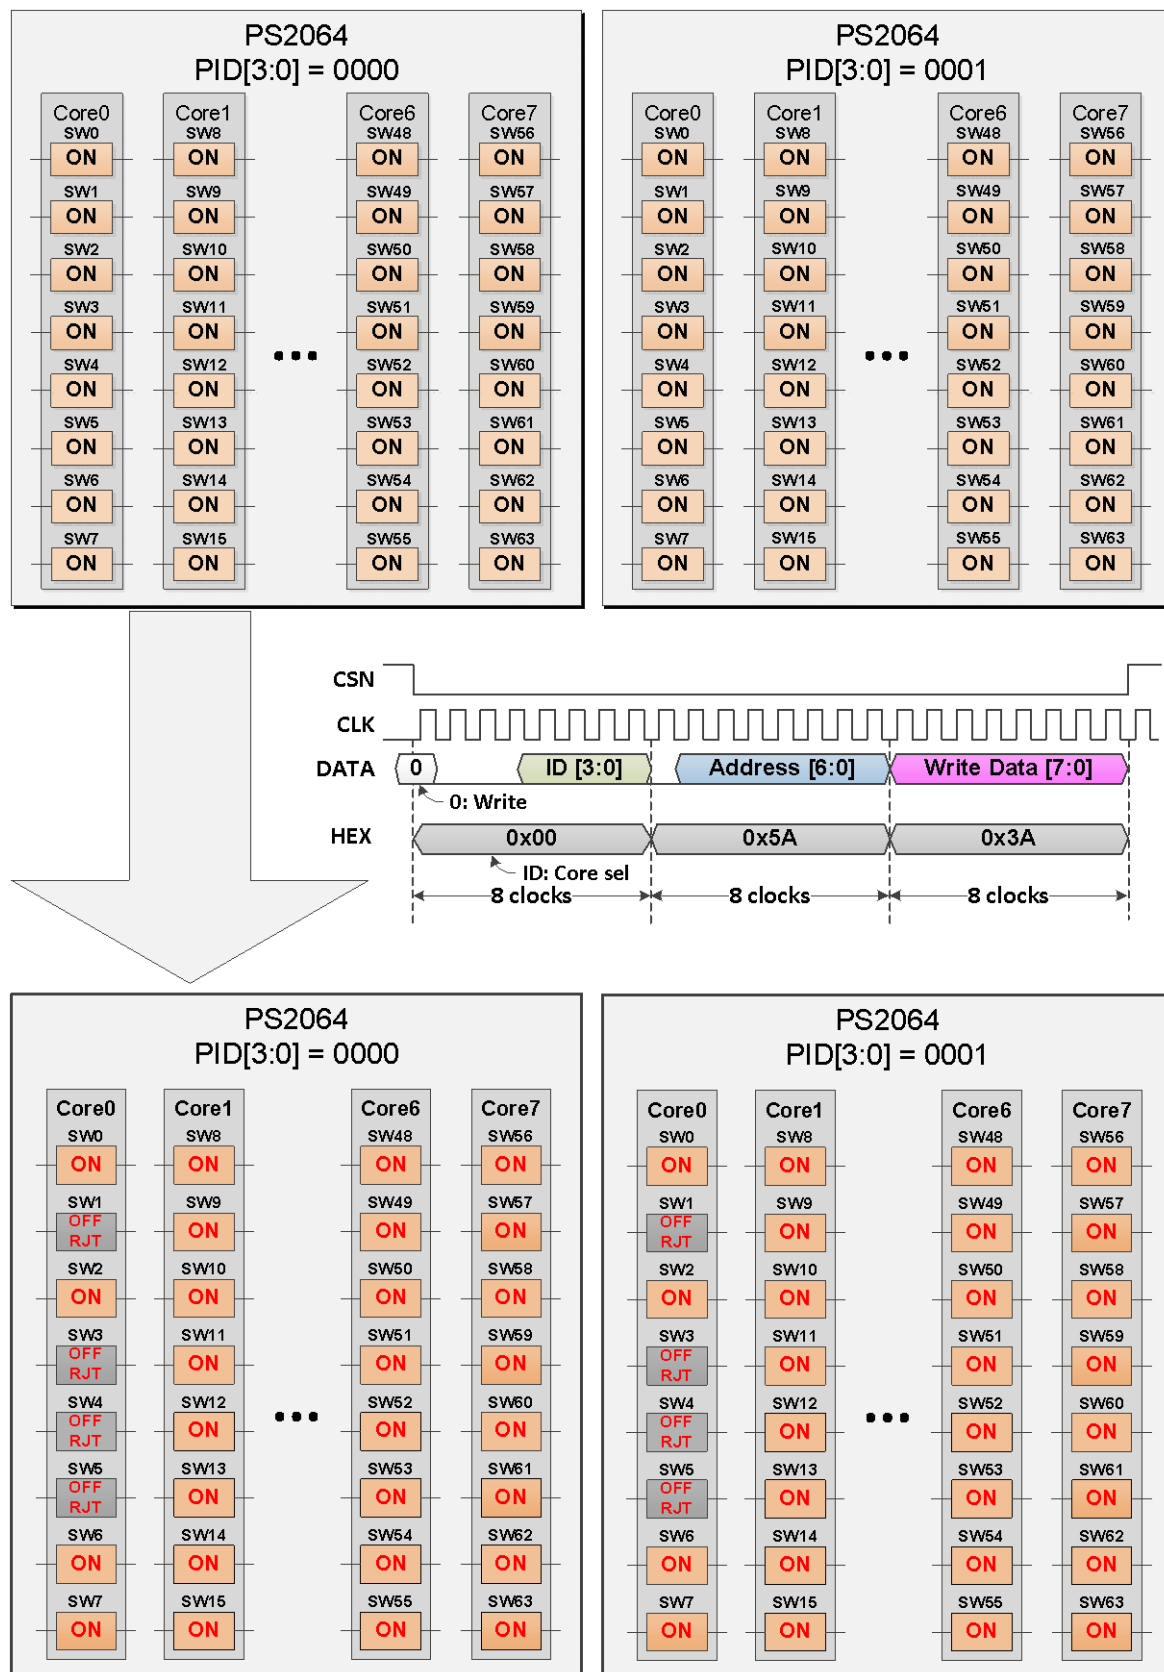 PS2064
PID[3:0] = 0000
Core0 Core1 Core6 Core7
SW0 SW8 SW48 SW56
ON ON ON ON
SW1 SW9 SW49 SW57
ON ON ON ON
SW2 SW10 SW50 SW58
ON ON ON ON
SW3 SW11 SW51 SW59
ON ON ON ON
SW4 SW12 SW52 SW60
ON ON ON ON
SW5 SW13 SW53 SW61
ON ON ON ON
SW6 SW14 SW54 SW62
ON ON ON ON
SW7 SW15 SW55 SW63
ON ON ON ON
PS2064
PID[3:0] = 0001
Core0 Core1 Core6 Core7
SW0 SW8 SW48 SW56
ON ON ON ON
SW1 SW9 SW49 SW57
ON ON ON ON
SW2 SW10 SW50 SW58
ON ON ON ON
SW3 SW11 SW51 SW59
ON ON ON ON
SW4 SW12 SW52 SW60
ON ON ON ON
SW5 SW13 SW53 SW61
ON ON ON ON
SW6 SW14 SW54 SW62
ON ON ON ON
SW7 SW15 SW55 SW63
ON ON ON ON
CSN
CLK
DATA 0 ID [3:0] Address [6:0] Write Data [7:0]
0: Write
HEX 0x00 0x5A 0x3A
ID: Core sel
8 clocks 8 clocks 8 clocks
PS2064
PID[3:0] = 0000
Core0 Core1 Core6 Core7
SW0 SW8 SW48 SW56
ON ON ON ON
SW1 SW9 SW49 SW57
OFF RJT ON ON ON
SW2 SW10 SW50 SW58
ON ON ON ON
SW3 SW11 SW51 SW59
OFF RJT ON ON ON
SW4 SW12 SW52 SW60
OFF RJT ON ON ON
SW5 SW13 SW53 SW61
OFF RJT ON ON ON
SW6 SW14 SW54 SW62
ON ON ON ON
SW7 SW15 SW55 SW63
ON ON ON ON
PS2064
PID[3:0] = 0001
Core0 Core1 Core6 Core7
SW0 SW8 SW48 SW56
ON ON ON ON
SW1 SW9 SW49 SW57
OFF RJT ON ON ON
SW2 SW10 SW50 SW58
ON ON ON ON
SW3 SW11 SW51 SW59
OFF RJT ON ON ON
SW4 SW12 SW52 SW60
OFF RJT ON ON ON
SW5 SW13 SW53 SW61
OFF RJT ON ON ON
SW6 SW14 SW54 SW62
ON ON ON ON
SW7 SW15 SW55 SW63
ON ON ON ON